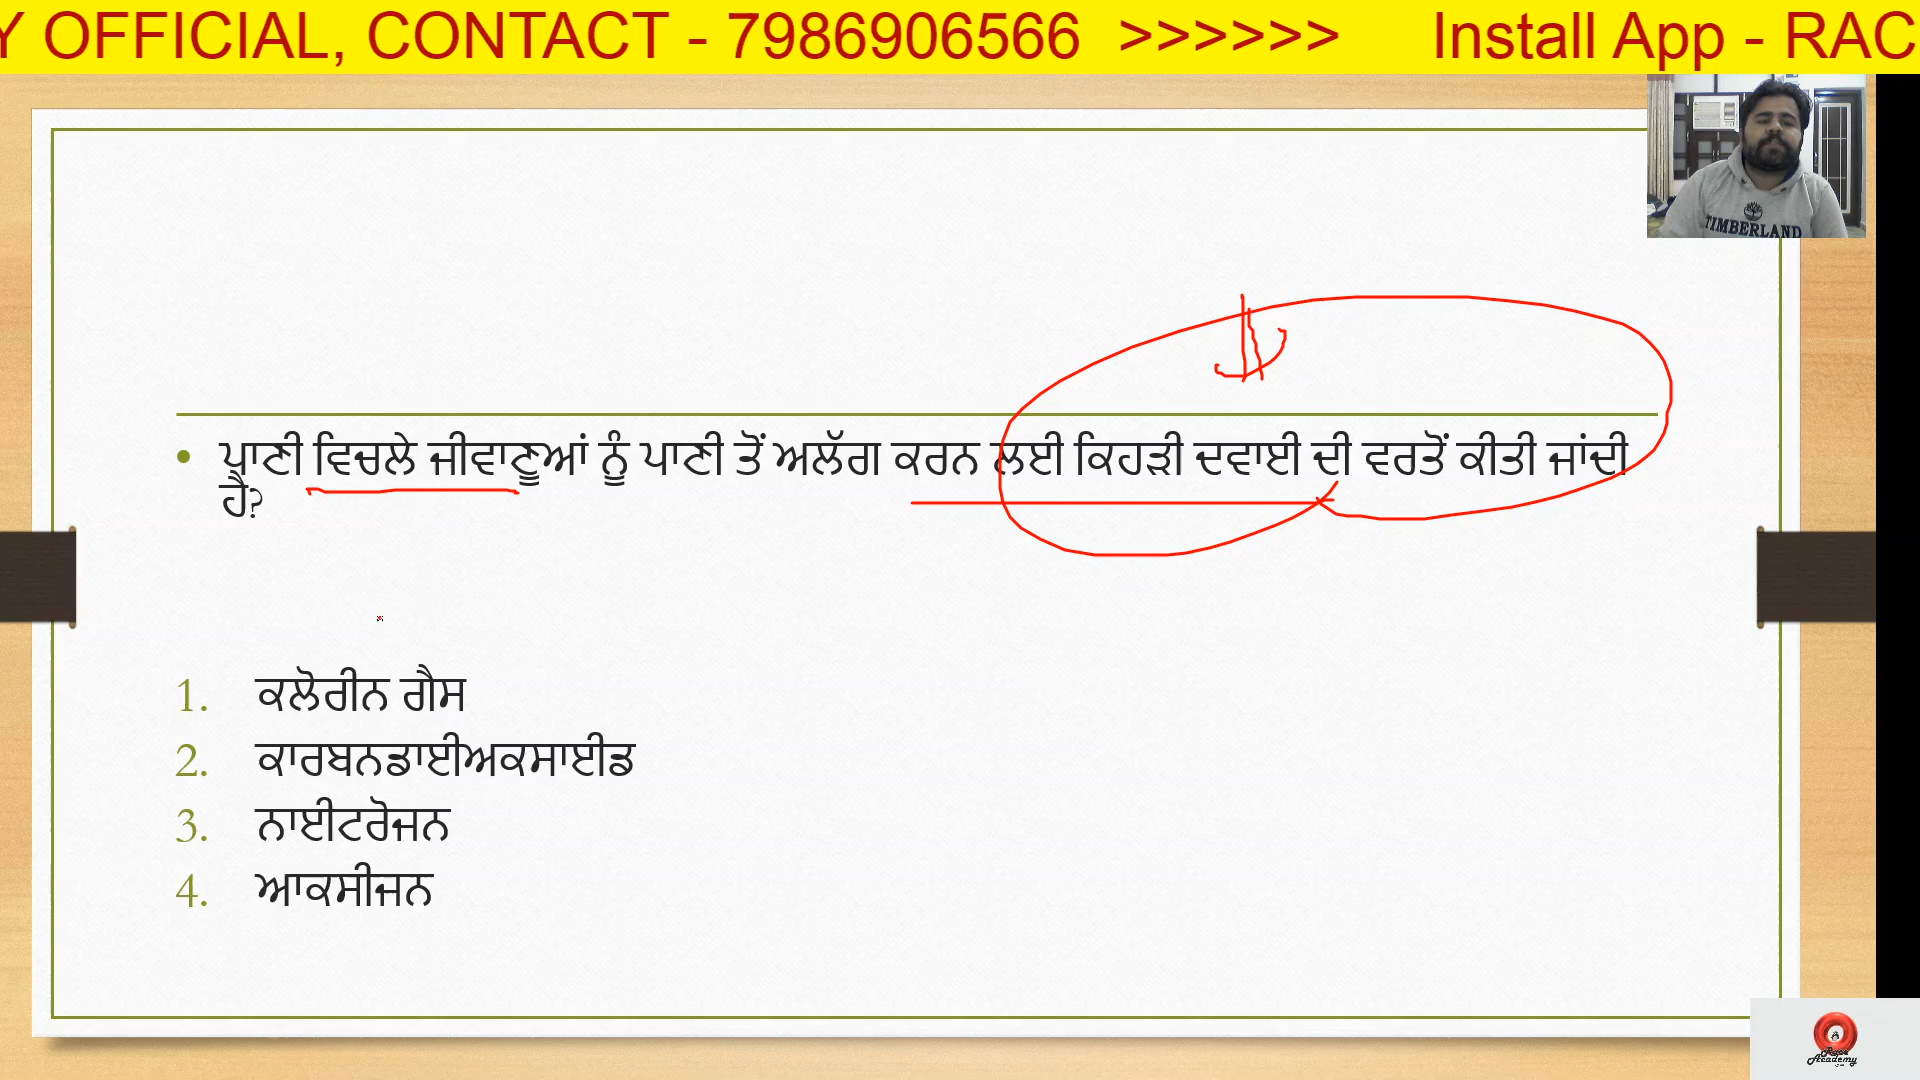 Y OFFICIAL, CONTACT - 7986906566 >>>>>> Install App - RAC
TIMBERLAND
• ਪਾਣੀ ਵਿਚਲੇ ਜੀਵਾਣੂਆਂ ਨੂੰ ਪਾਣੀ ਤੋਂ ਅਲੱਗ ਕਰਨ ਲਈ ਕਿਹੜੀ ਦਵਾਈ ਦੀ ਵਰਤੋਂ ਕੀਤੀ ਜਾਂਦੀ
ਹੈ?
1. ਕਲੋਰੀਨ ਗੈਸ
2. ਕਾਰਬਨਡਾਈਅਕਸਾਈਡ
3. ਨਾਈਟਰੋਜਨ
4. ਆਕਸੀਜਨ
Academy